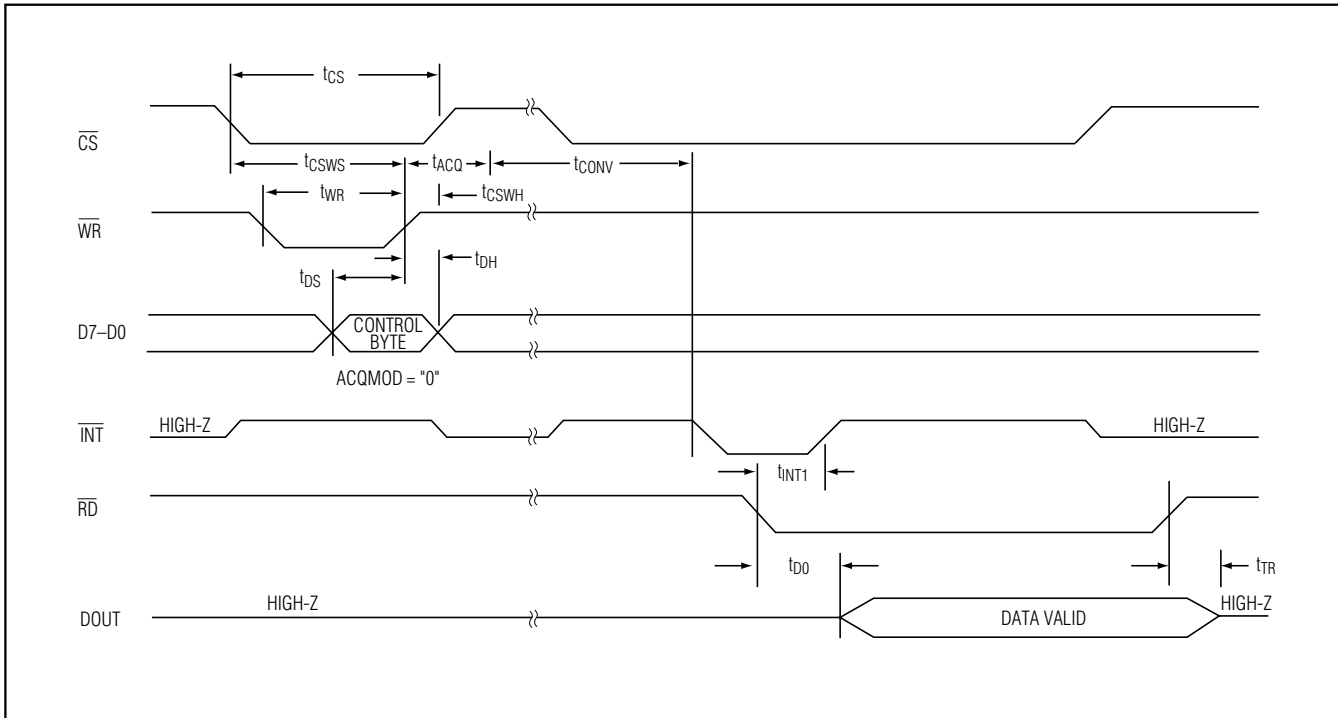 tCS
CS
tCSWS
tACQ
tCONV
tWR
tCSWH
WR
tDS
tDH
D7–D0
CONTROL
BYTE
ACQMOD = "0"
INT
HIGH-Z
HIGH-Z
tINT1
RD
tD0
tTR
DOUT
HIGH-Z
DATA VALID
HIGH-Z